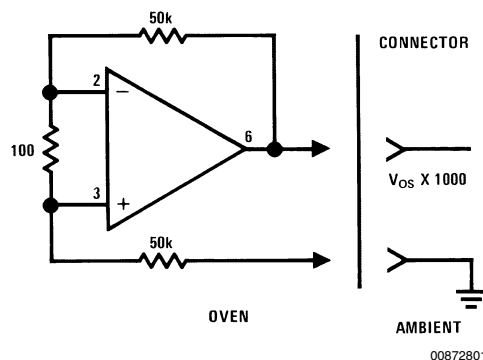 50k
CONNECTOR
2
−
100
6
V_OS X 1000
3
+
50k
OVEN
AMBIENT
00872801